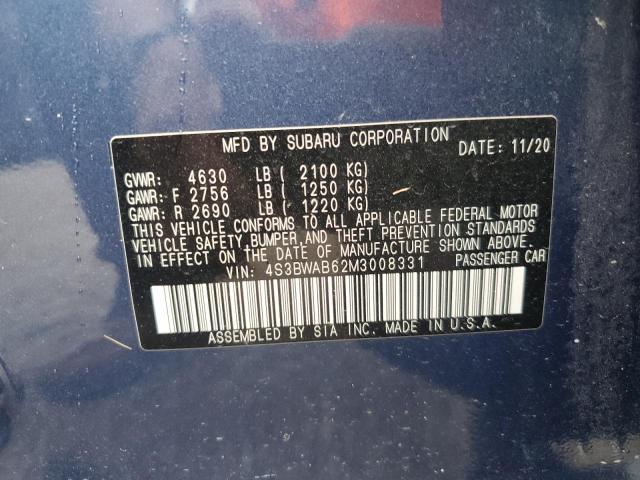 MFD BY SUBARU CORPORATION DATE: 11/20
GVWR: 4630 LB ( 2100 KG)
GAWR: F 2756 LB ( 1250 KG)
GAWR: R 2690 LB ( 1220 KG)
THIS VEHICLE CONFORMS TO ALL APPLICABLE FEDERAL MOTOR
VEHICLE SAFETY, BUMPER, AND THEFT PREVENTION STANDARDS
IN EFFECT ON THE DATE OF MANUFACTURE SHOWN ABOVE.
VIN: 4S3BWAB62M3008331 PASSENGER CAR
ASSEMBLED BY SIA INC. MADE IN U.S.A.